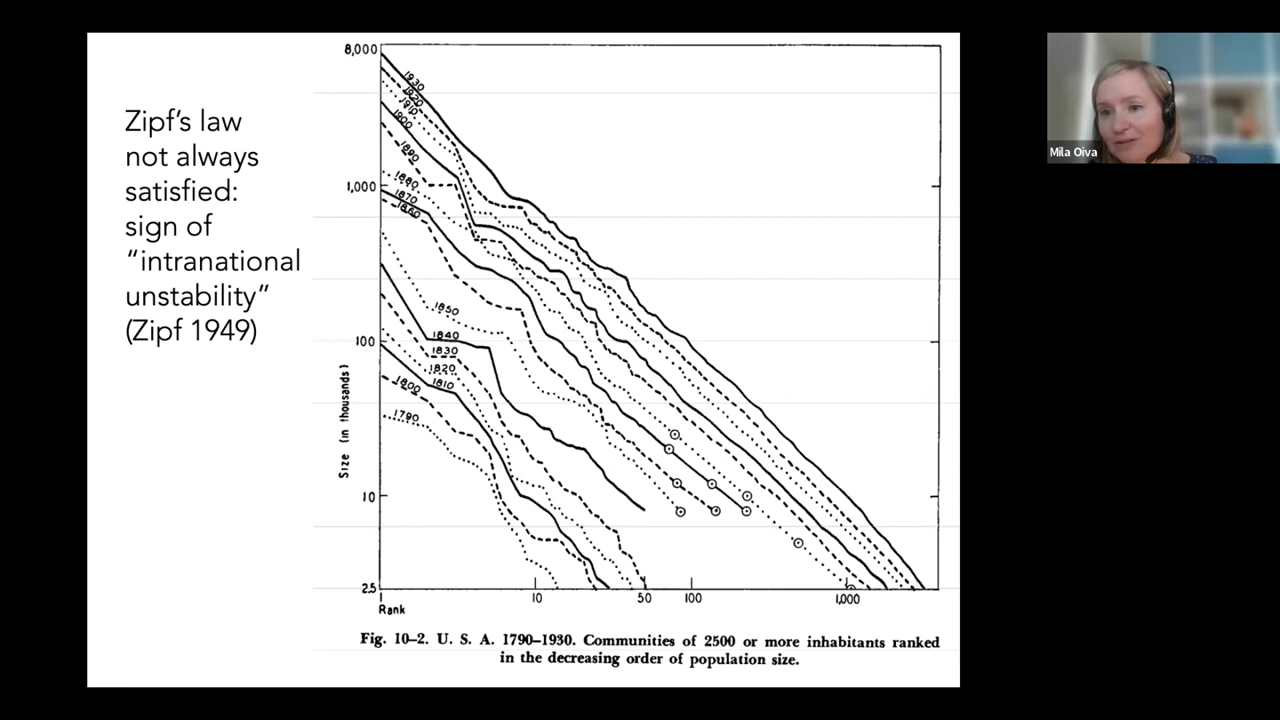 Zipf’s law
not always
satisfied:
sign of
“intranational
unstability”
(Zipf 1949)
8,000
1,000
100
10
2.5
Size (in thousands)
1930
1920
1910
1900
1890
1880
1870
1860
1850
1840
1830
1820
1810
1800
1790
1
10
50
100
1,000
Rank
Fig. 10–2. U. S. A. 1790–1930. Communities of 2500 or more inhabitants ranked
in the decreasing order of population size.
Mila Oiva